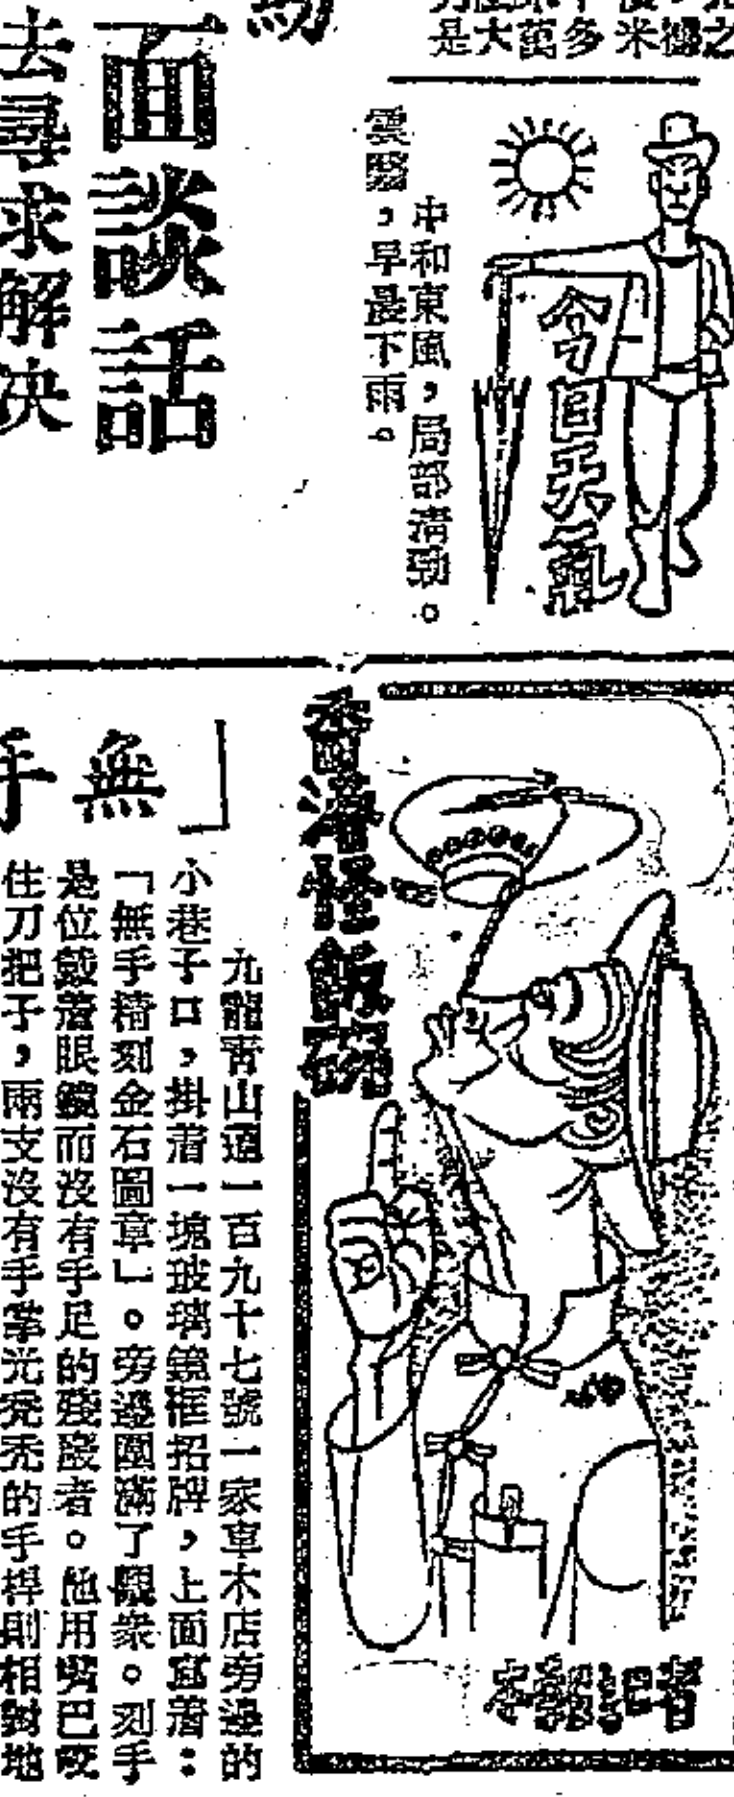 今日天氣
中和東風，局部清勁。
雲翳，早晨下雨。
面談話
去尋求解決
香港怪飯碗
本報記者
「無手
九龍青山道一百九十七號一家車木店旁邊的
小巷子口，掛着一塊玻璃鏡框招牌，上面寫着：
「無手精刻金石圖章」。旁邊圍滿了觀衆。刻手
是位戴着眼鏡而沒有手足的殘廢者。他用嘴巴咬
住刀把子，兩支沒有手掌光禿禿的手桿則相對地